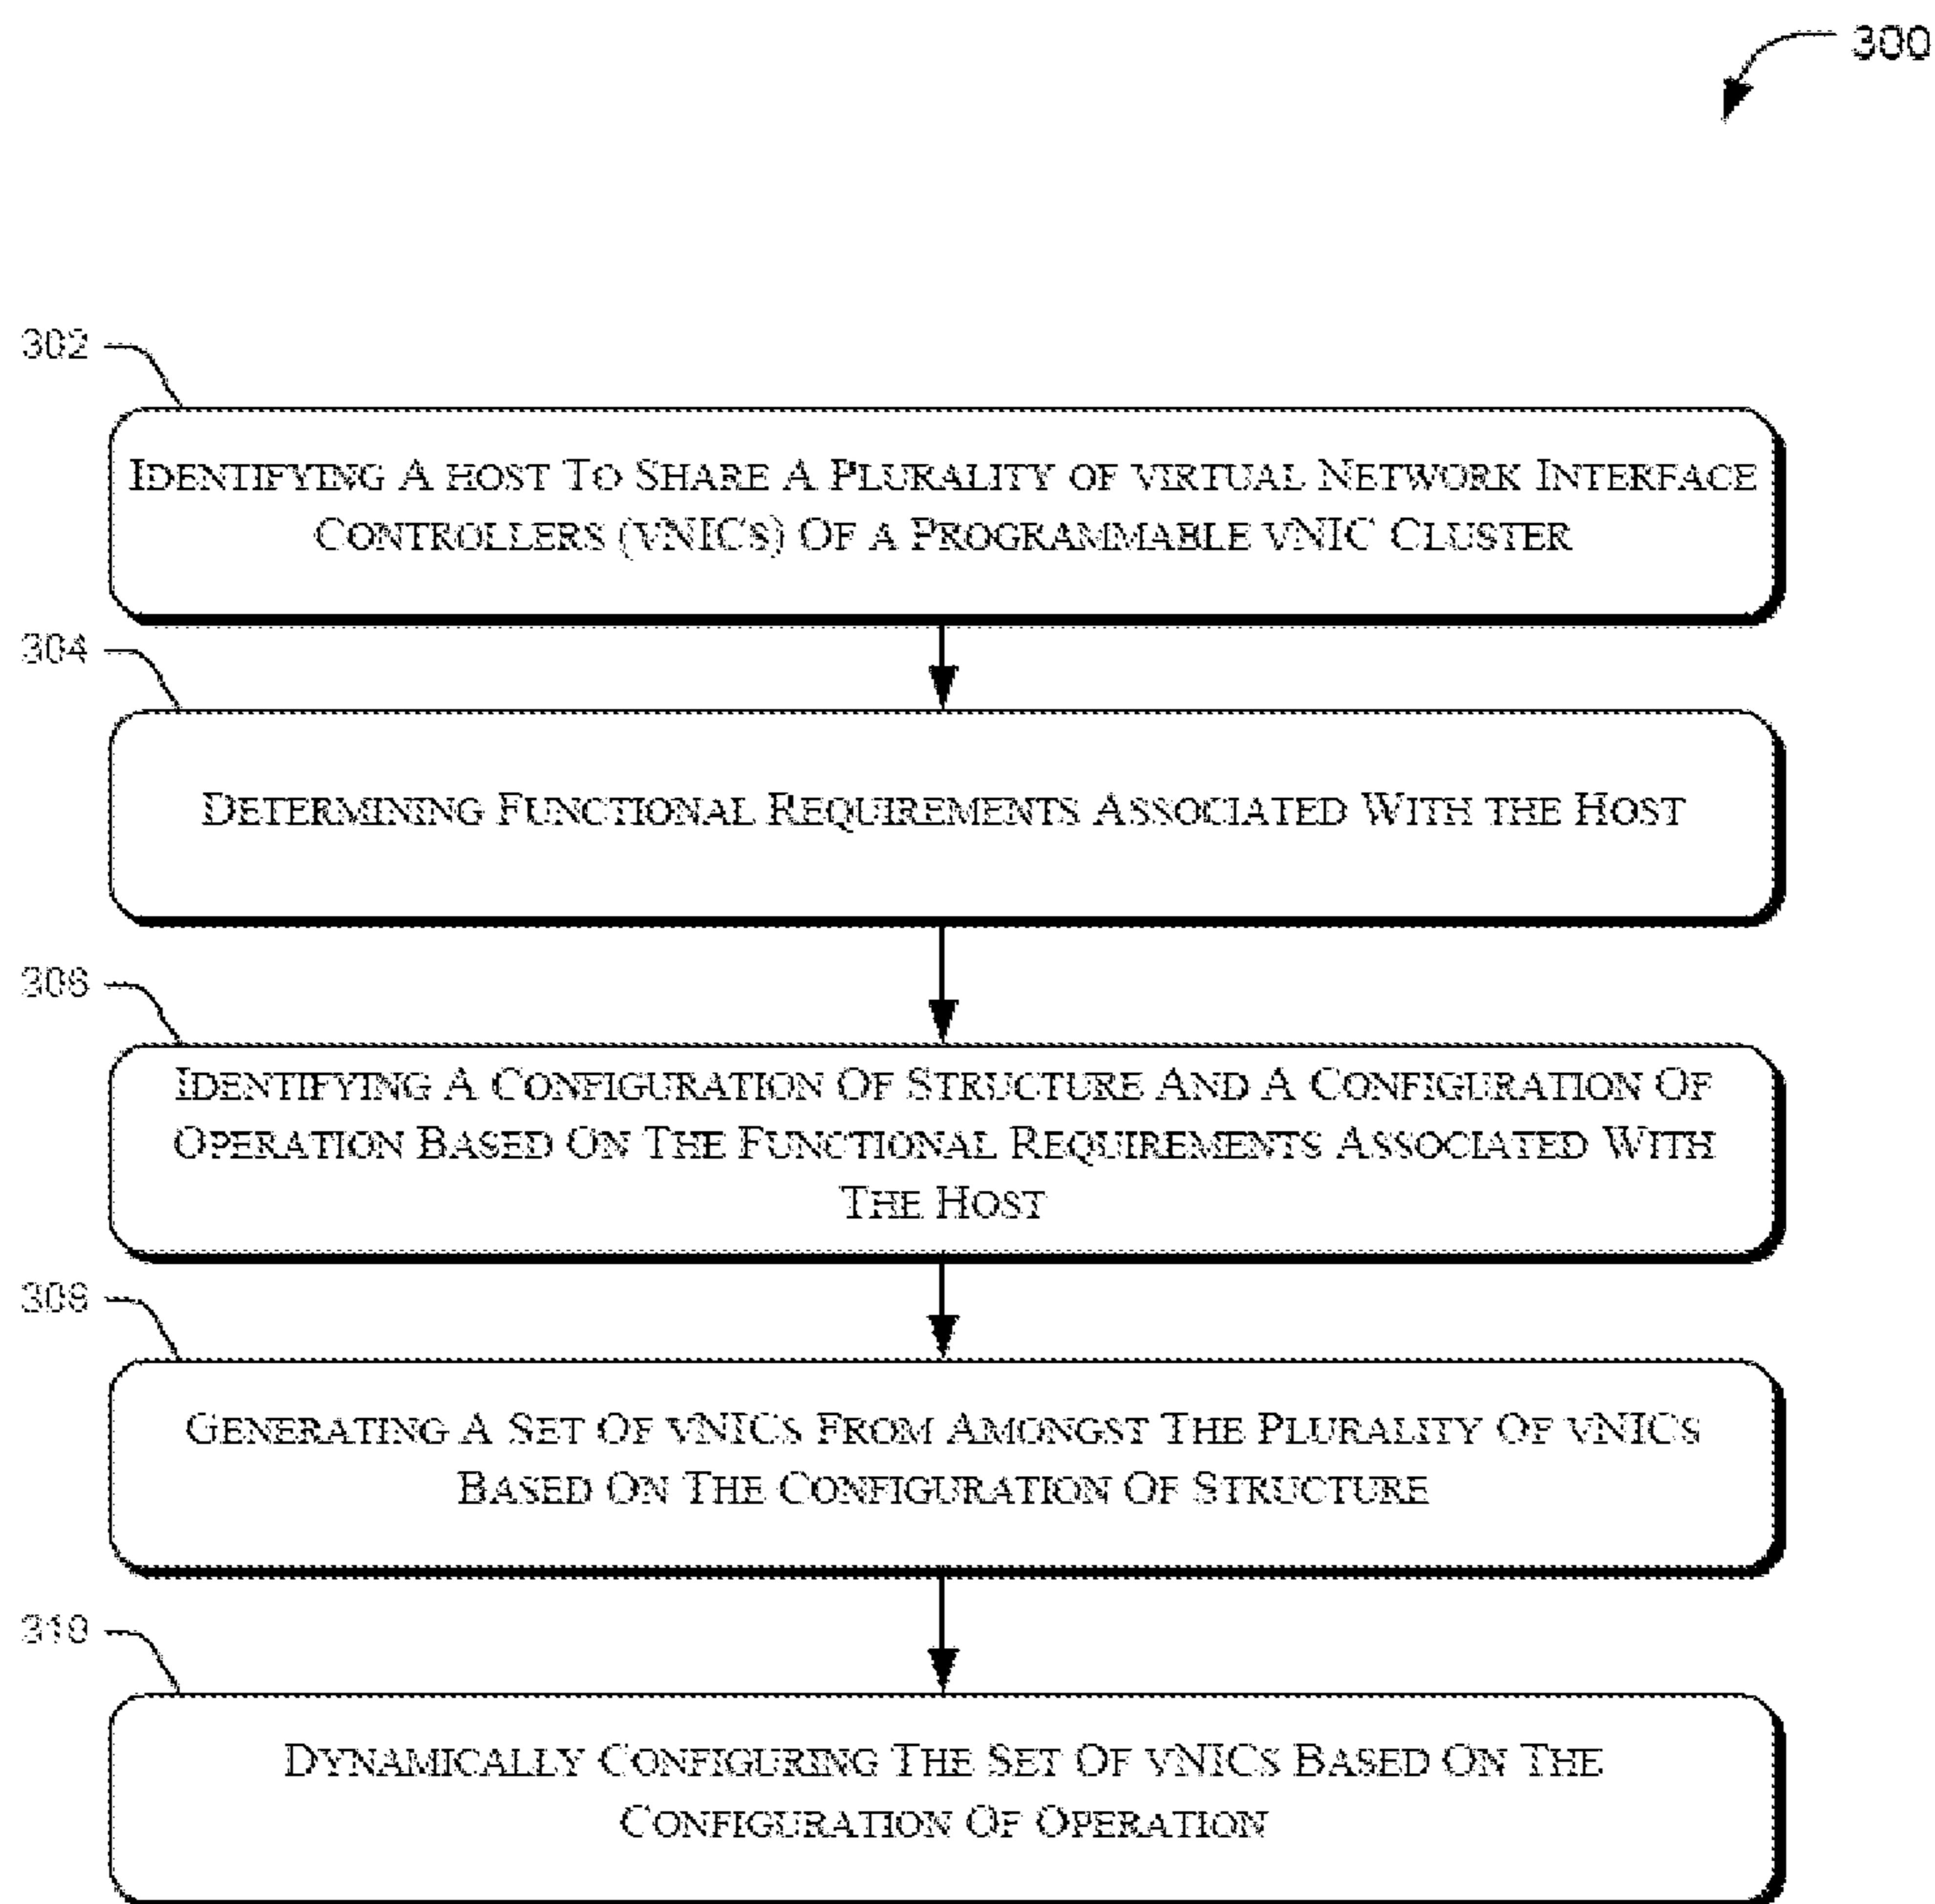 300
302
IDENTIFYING A HOST TO SHARE A PLURALITY OF VIRTUAL NETWORK INTERFACE
CONTROLLERS (VNICS) OF A PROGRAMMABLE VNIC CLUSTER
304
DETERMINING FUNCTIONAL REQUIREMENTS ASSOCIATED WITH THE HOST
306
IDENTIFYING A CONFIGURATION OF STRUCTURE AND A CONFIGURATION OF
OPERATION BASED ON THE FUNCTIONAL REQUIREMENTS ASSOCIATED WITH
THE HOST
308
GENERATING A SET OF VNICS FROM AMONGST THE PLURALITY OF VNICS
BASED ON THE CONFIGURATION OF STRUCTURE
310
DYNAMICALLY CONFIGURING THE SET OF VNICS BASED ON THE
CONFIGURATION OF OPERATION